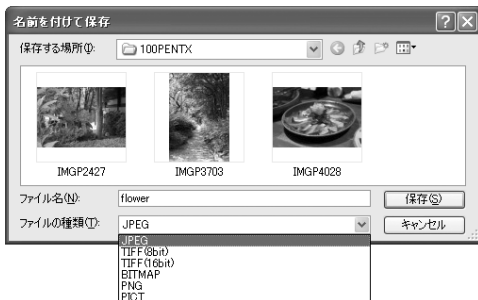 名前を付けて保存
保存する場所(I):
100PENTX
IMGP2427
IMGP3703
IMGP4028
ファイル名(N):
flower
保存(S)
ファイルの種類(T):
JPEG
キャンセル
JPEG
TIFF(8bit)
TIFF(16bit)
BITMAP
PNG
PICT